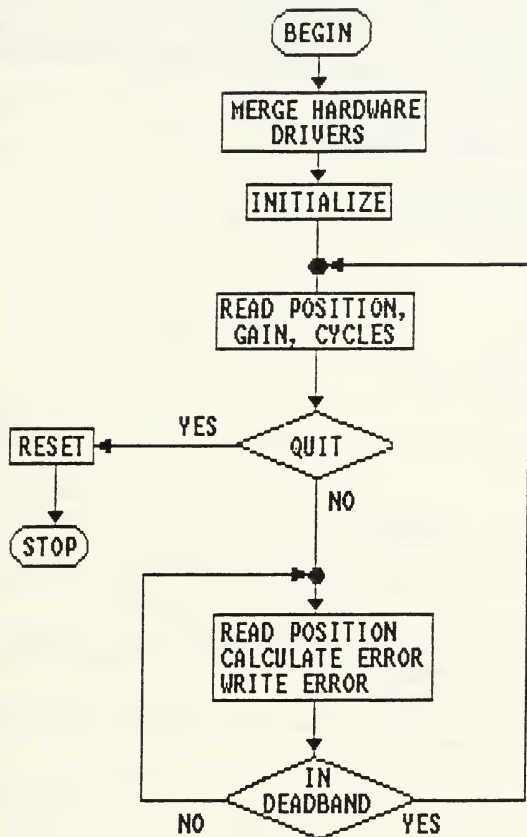 BEGIN
MERGE HARDWARE
DRIVERS
INITIALIZE
READ POSITION,
GAIN, CYCLES
YES
RESET
QUIT
NO
STOP
READ POSITION
CALCULATE ERROR
WRITE ERROR
IN
DEADBAND
NO
YES